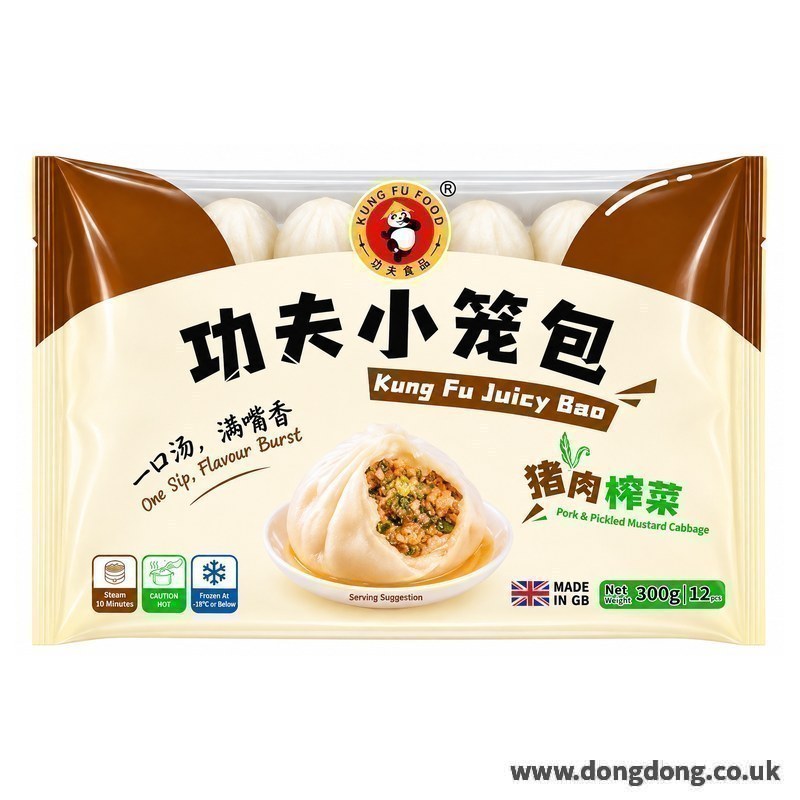 KUNG FU FOOD
®
功夫食品
功夫小笼包
Kung Fu Juicy Bao
一口汤，满嘴香
One Sip, Flavour Burst
猪肉榨菜
Pork & Pickled Mustard Cabbage
Steam
10 Minutes
CAUTION
HOT
Frozen At
-18°C or Below
Serving Suggestion
MADE
IN GB
Net
Weight 300g|12pcs
www.dongdong.co.uk